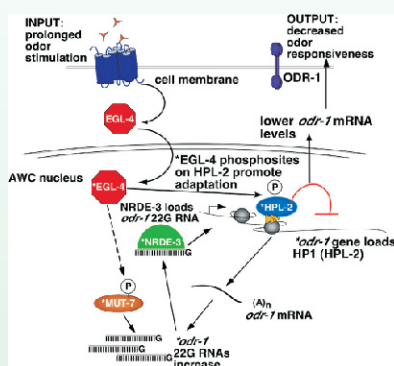 INPUT:
prolonged
odor
stimulation
OUTPUT:
decreased
odor
responsiveness
ODR-1
cell membrane
EGL-4
lower odr-1 mRNA
levels
*EGL-4 phosphosites
on HPL-2 promote
adaptation
AWC nucleus
*EGL-4
P
*HPL-2
NRDE-3 loads
odr-1 22G RNA
*NRDE-3
G
*odr-1 gene loads
HP1 (HPL-2)
P
*MUT-7
(A)n
odr-1 mRNA
G
G
G
*odr-1
22G RNAs
increase